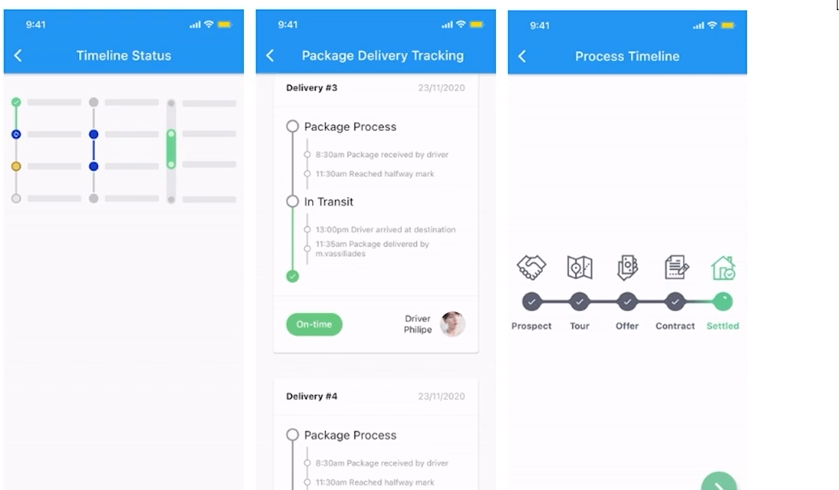 9:41
Timeline Status
9:41
Package Delivery Tracking
Delivery #3
23/11/2020
Package Process
8:30am Package received by driver
11:30am Reached halfway mark
In Transit
13:00pm Driver arrived at destination
11:35am Package delivered by
m.vassiliades
On-time
Driver
Philipe
Delivery #4
23/11/2020
Package Process
8:30am Package received by driver
11:30am Reached halfway mark
9:41
Process Timeline
Prospect
Tour
Offer
Contract
Settled